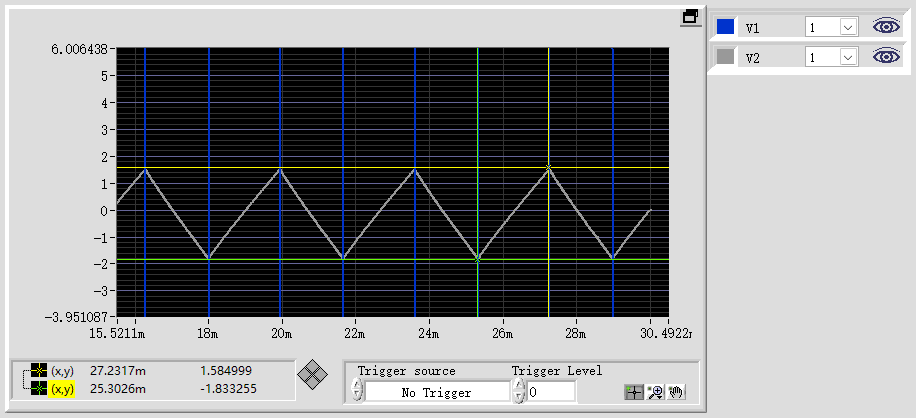 V1 1
V2 1
6.006438
5
4
3
2
1
0
-1
-2
-3
-3.951087
15.5211m 18m 20m 22m 24m 26m 28m 30.4922m
(x,y) 27.2317m 1.584999
(x,y) 25.3026m -1.833255
Trigger source Trigger Level
No Trigger 0